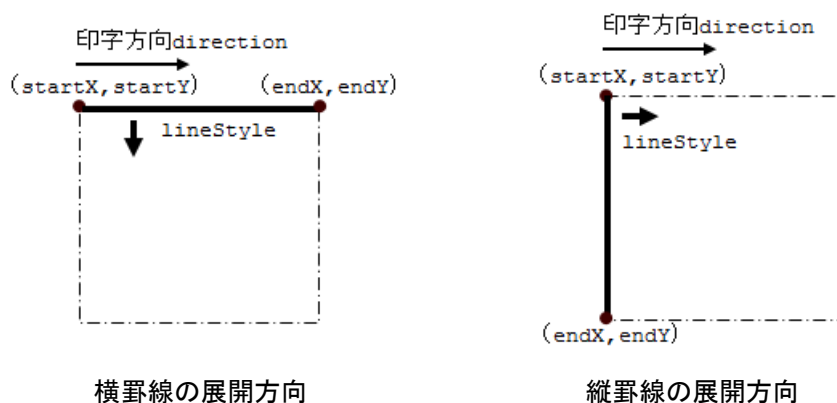 印字方向direction
(startX,startY)
(endX,endY)
lineStyle
横罫線の展開方向
印字方向direction
(startX,startY)
lineStyle
(endX,endY)
縦罫線の展開方向